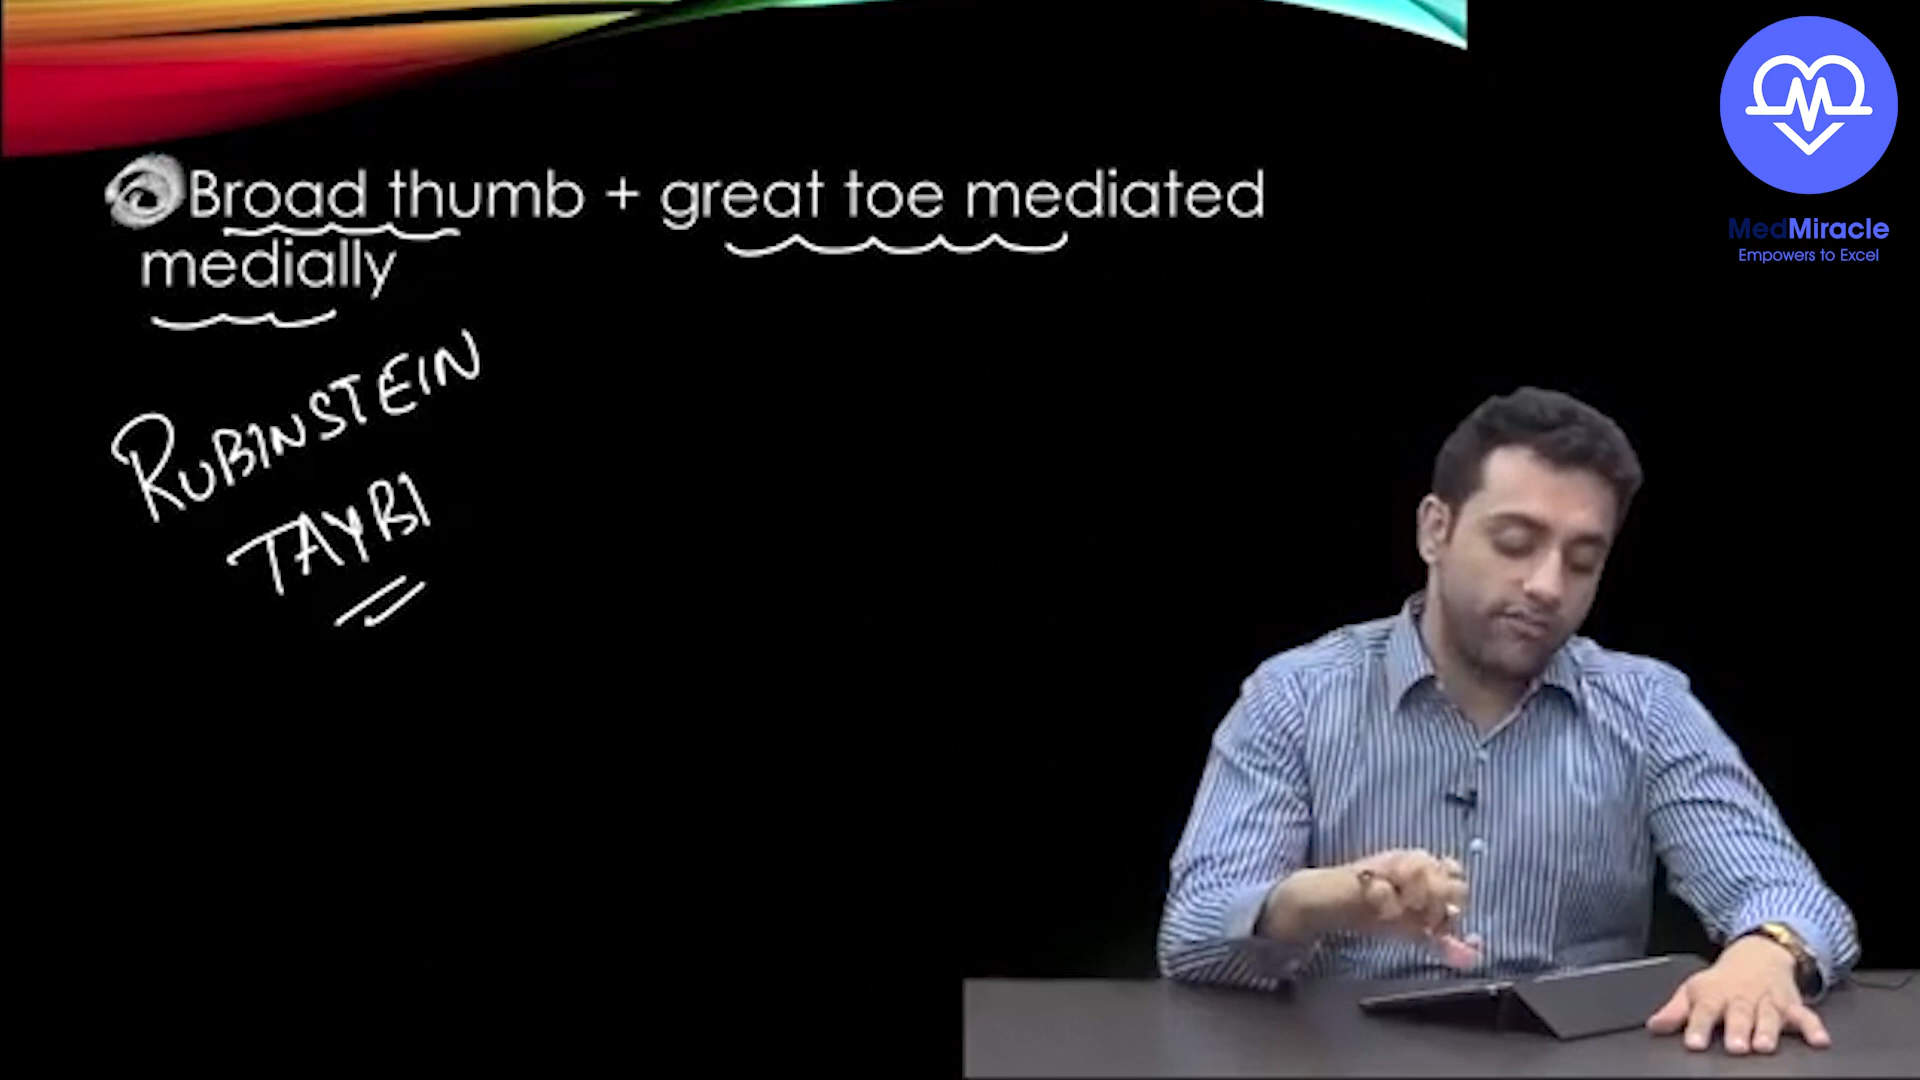 Broad thumb + great toe mediated
medially
RUBINSTEIN
TAYBI
MedMiracle
Empowers to Excel